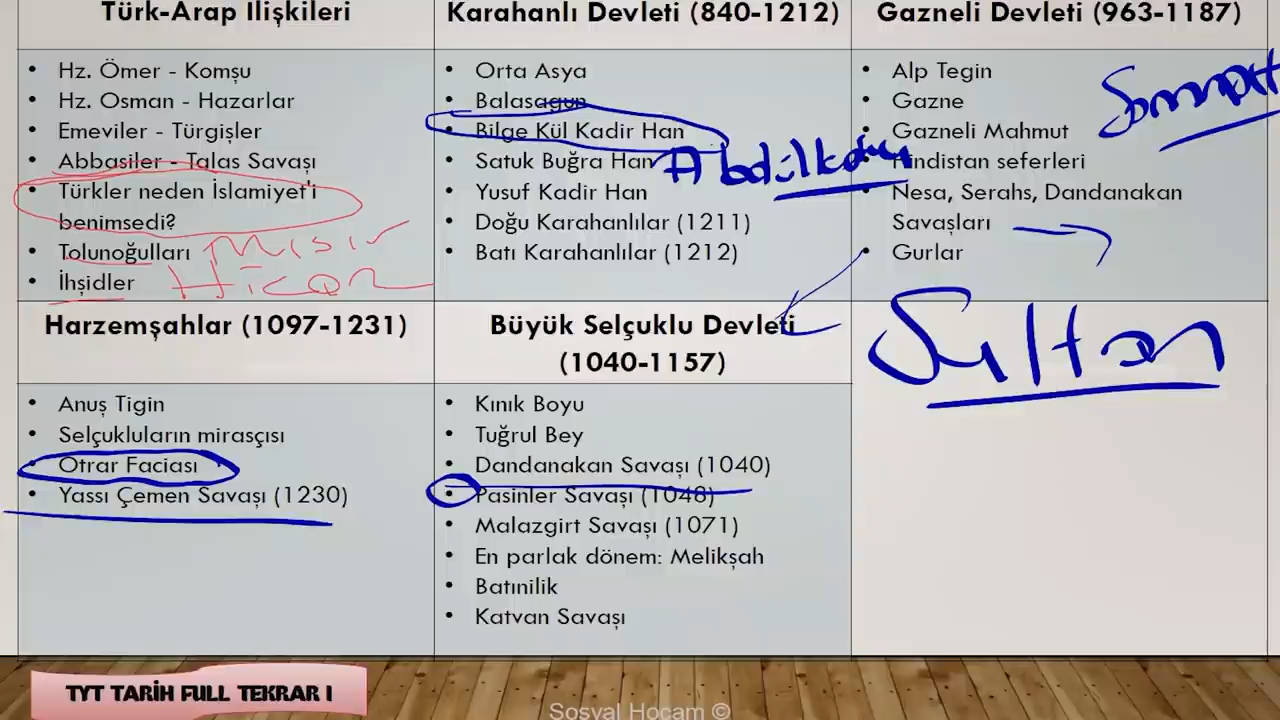 Türk-Arap İlişkileri
• Hz. Ömer - Komşu
• Hz. Osman - Hazarlar
• Emeviler - Türgişler
• Abbasiler - Talas Savaşı
• Türkler neden İslamiyet'i
benimsedi?
• Tolunoğulları Mısır
• İhşidler Hicaz
Karahanlı Devleti (840-1212)
• Orta Asya
• Balasagun
• Bilge Kül Kadir Han
• Satuk Buğra Han Abdülkerim
• Yusuf Kadir Han
• Doğu Karahanlılar (1211)
• Batı Karahanlılar (1212)
Gazneli Devleti (963-1187)
• Alp Tegin
• Gazne
• Gazneli Mahmut
• Hindistan seferleri
• Nesa, Serahs, Dandanakan
Savaşları
• Gurlar
Sultan
Harzemşahlar (1097-1231)
• Anuş Tigin
• Selçukluların mirasçısı
• Otrar Faciası
• Yassı Çemen Savaşı (1230)
Büyük Selçuklu Devleti
(1040-1157)
• Kınık Boyu
• Tuğrul Bey
• Dandanakan Savaşı (1040)
• Pasinler Savaşı (1048)
• Malazgirt Savaşı (1071)
• En parlak dönem: Melikşah
• Batınilik
• Katvan Savaşı
TYT TARİH FULL TEKRAR I
Sosyal Hocam ©